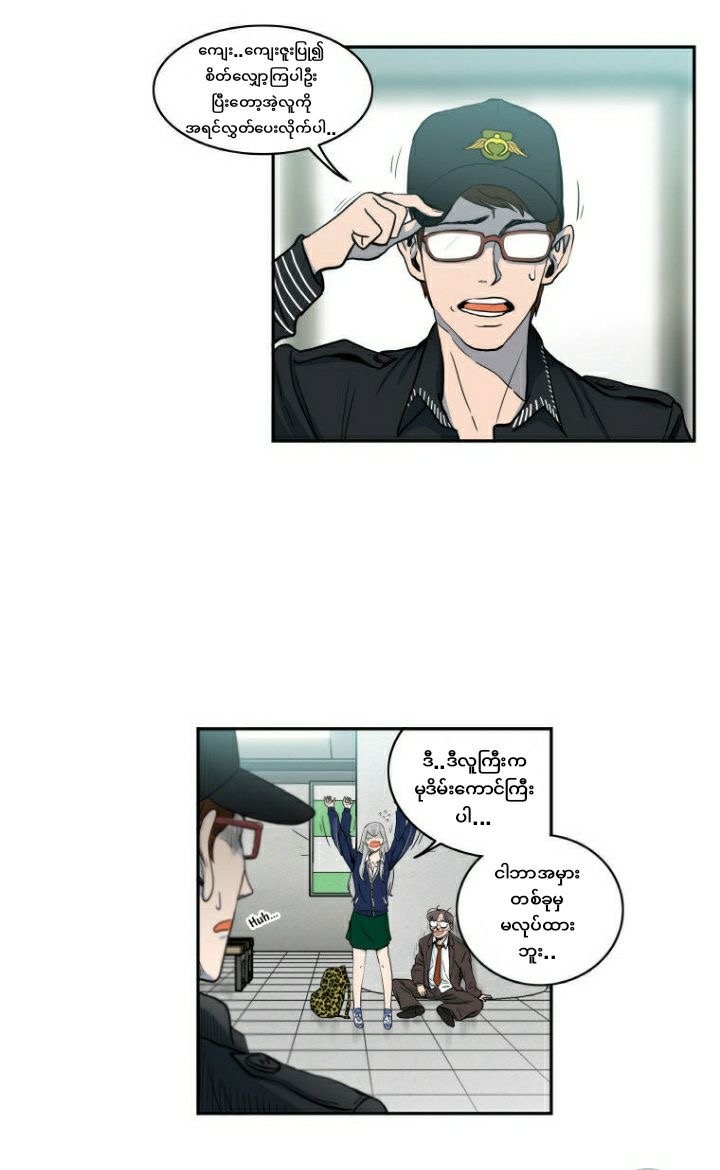 ကျေး..ကျေးဇူးပြု၍
စိတ်လျှော့ကြပါဦး
ပြီးတော့အဲ့လူကို
အရင်လွှတ်ပေးလိုက်ပါ..
ဒီ..ဒီလူကြီးက
မုဒိမ်းကောင်ကြီး
ပါ...
ငါဘာအမှား
တစ်ခုမှ
မလုပ်ထား
ဘူး..
Huh...